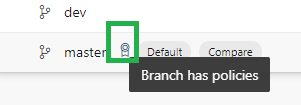 dev
master Default Compare
Branch has policies